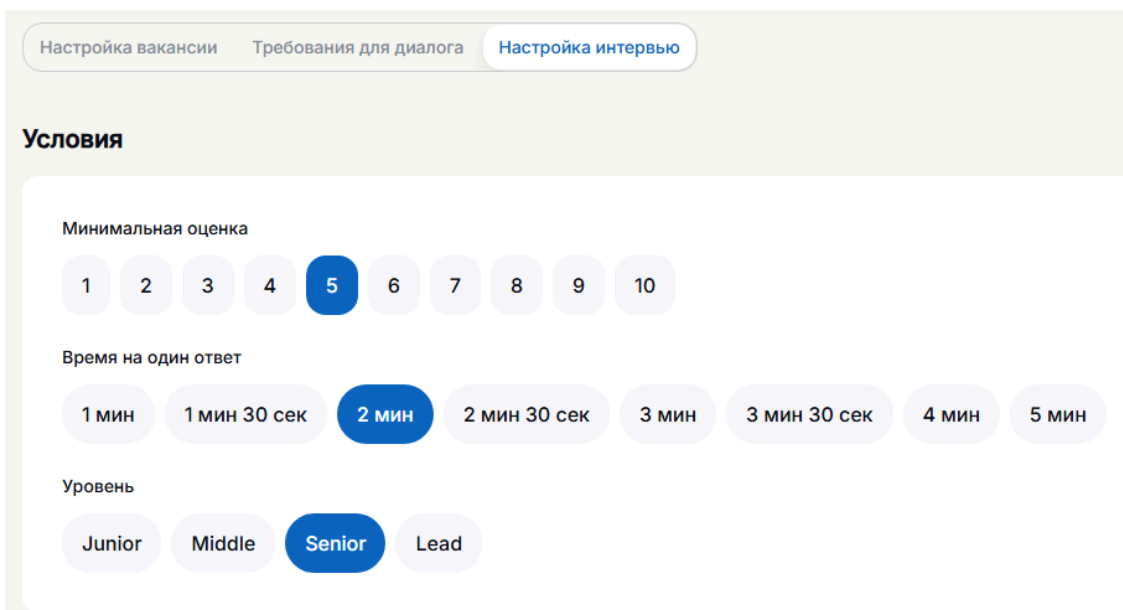 Настройка вакансии Требования для диалога Настройка интервью
Условия
Минимальная оценка
1 2 3 4 5 6 7 8 9 10
Время на один ответ
1 мин 1 мин 30 сек 2 мин 2 мин 30 сек 3 мин 3 мин 30 сек 4 мин 5 мин
Уровень
Junior Middle Senior Lead